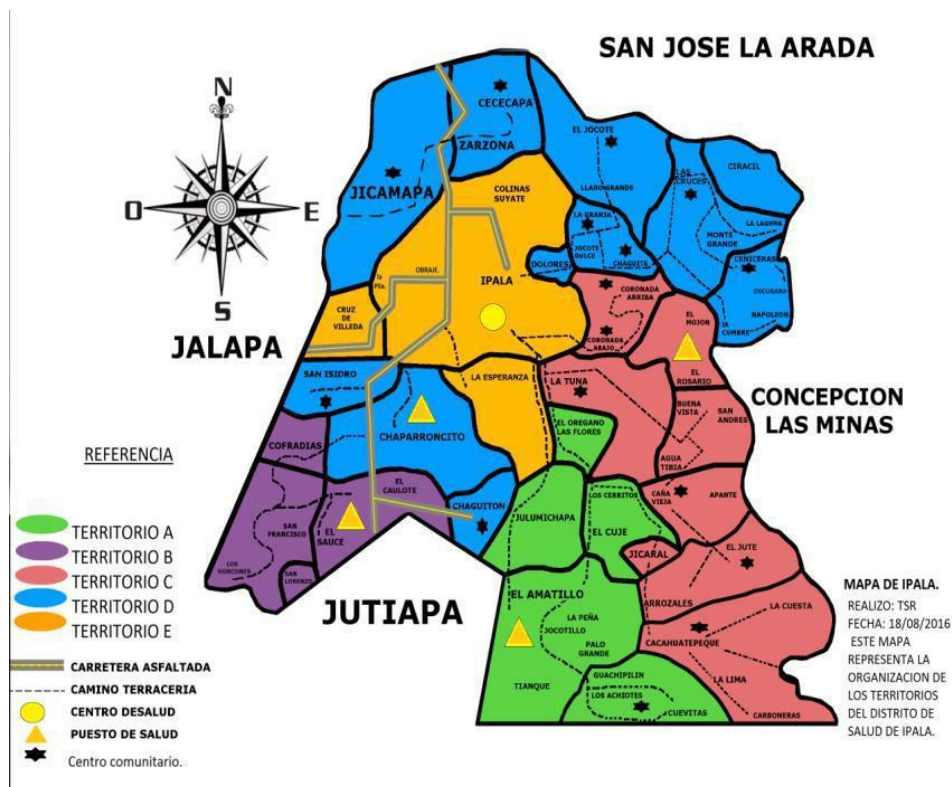 SAN JOSE LA ARADA
N
O
E
S
CECECAPA
ZARZONA
JICAMAPA
EL JOCOTE
LLANO GRANDE
LAS
CRUCES
CIRACIL
LA LAGUNA
MONTE
GRANDE
CENICERAS
OBSCURANA
NAPOLEON
la
CUMBRE
COLINAS
SUYATE
LA GRANJA
JOCOTE
DULCE
CHAGUITE
DOLORES
OBRAJE.
IPALA
la
Pila.
CRUZ
DE
VILLEDA
CORONADA
ARRIBA
CORONADA
ABAJO
EL
MOJON
EL
ROSARIO
JALAPA
SAN ISIDRO
LA ESPERANZA
LA TUNA
BUENA
VISTA
SAN
ANDRES
CONCEPCION
LAS MINAS
CHAPARRONCITO
EL OREGANO
LAS FLORES
COFRADIAS
AGUA
TIBIA
EL
CAULOTE
CHAGUITON
LOS CERRITOS
CAÑA
VIEJA
APANTE
SAN
FRANCISCO
EL
SAUCE
JULUMICHAPA
EL CUJE
JICARAL
EL JUTE
LOS
HORCONES
SAN
LORENZO
JUTIAPA
EL AMATILLO
ARROZALES
LA CUESTA
LA PEÑA
JOCOTILLO
PALO
GRANDE
CACAHUATEPEQUE
TIANQUE
GUACHIPILIN
LOS ACHIOTES
CUEVITAS
LA LIMA
CARBONERAS
REFERENCIA
TERRITORIO A
TERRITORIO B
TERRITORIO C
TERRITORIO D
TERRITORIO E
CARRETERA ASFALTADA
CAMINO TERRACERIA
CENTRO DESALUD
PUESTO DE SALUD
Centro comunitario.
MAPA DE IPALA.
REALIZO: TSR
FECHA: 18/08/2016
ESTE MAPA
REPRESENTA LA
ORGANIZACION DE
LOS TERRITORIOS
DEL DISTRITO DE
SALUD DE IPALA.